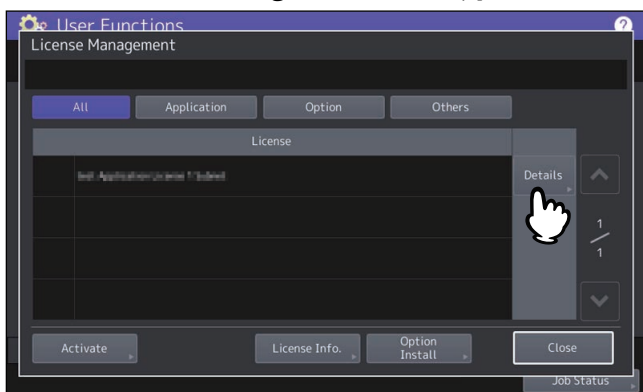 User Functions
?
License Management
All
Application
Option
Others
License
Details
1
1
Activate
License Info.
Option
Install
Close
Job Status